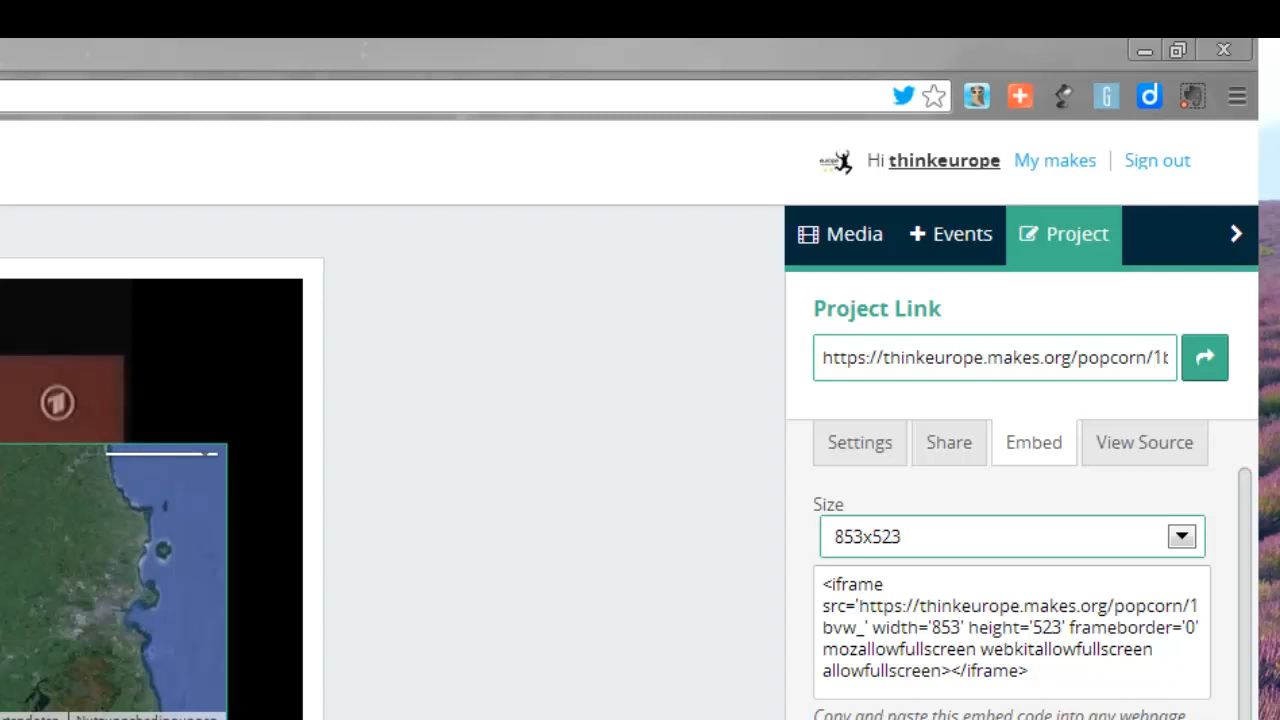 Hi thinkeurope My makes Sign out
Media Events Project
Project Link
https://thinkeurope.makes.org/popcorn/1b
Settings Share Embed View Source
Size
853x523
<iframe
src='https://thinkeurope.makes.org/popcorn/1
bvw_' width='853' height='523' frameborder='0'
mozallowfullscreen webkitallowfullscreen
allowfullscreen></iframe>
Copy and paste this embed code into any webpage